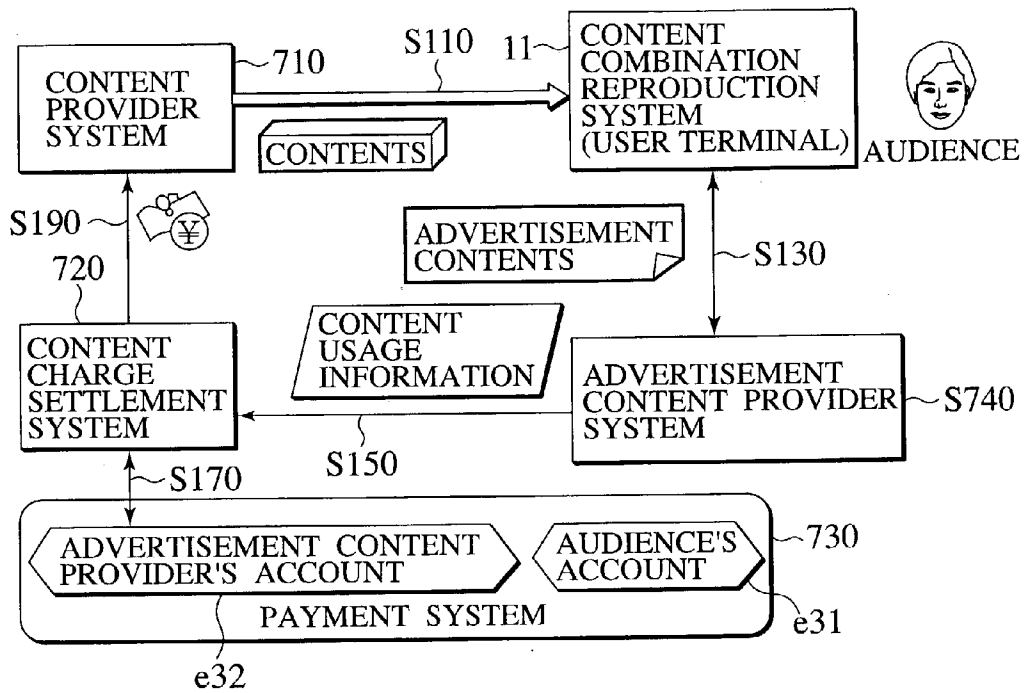 CONTENT
PROVIDER
SYSTEM
710
S110
CONTENTS
11
CONTENT
COMBINATION
REPRODUCTION
SYSTEM
(USER TERMINAL)
AUDIENCE
S190
¥
ADVERTISEMENT
CONTENTS
S130
720
CONTENT
CHARGE
SETTLEMENT
SYSTEM
CONTENT
USAGE
INFORMATION
ADVERTISEMENT
CONTENT PROVIDER
SYSTEM
S740
S150
S170
ADVERTISEMENT CONTENT
PROVIDER'S ACCOUNT
AUDIENCE'S
ACCOUNT
730
PAYMENT SYSTEM
e31
e32